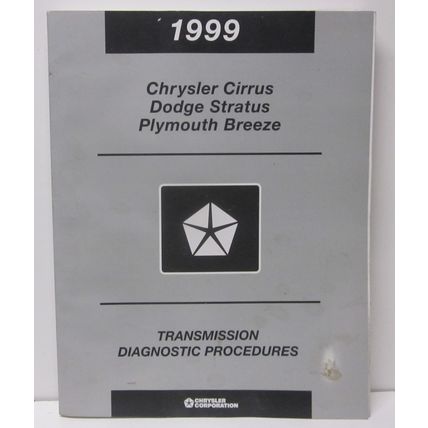 1999
Chrysler Cirrus
Dodge Stratus
Plymouth Breeze
TRANSMISSION
DIAGNOSTIC PROCEDURES
CHRYSLER
CORPORATION